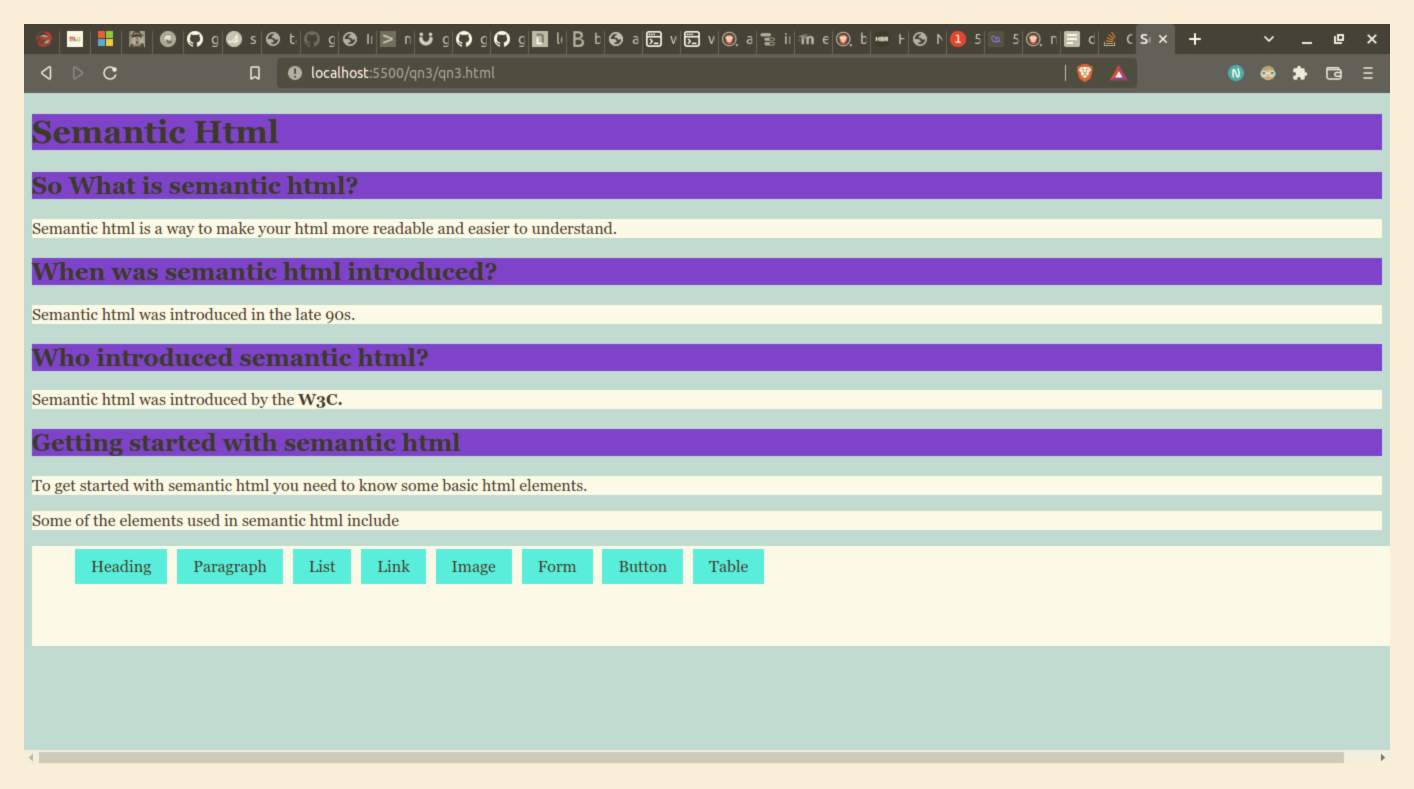 localhost:5500/qn3/qn3.html
Semantic Html
So What is semantic html?
Semantic html is a way to make your html more readable and easier to understand.
When was semantic html introduced?
Semantic html was introduced in the late 90s.
Who introduced semantic html?
Semantic html was introduced by the W3C.
Getting started with semantic html
To get started with semantic html you need to know some basic html elements.
Some of the elements used in semantic html include
Heading Paragraph List Link Image Form Button Table